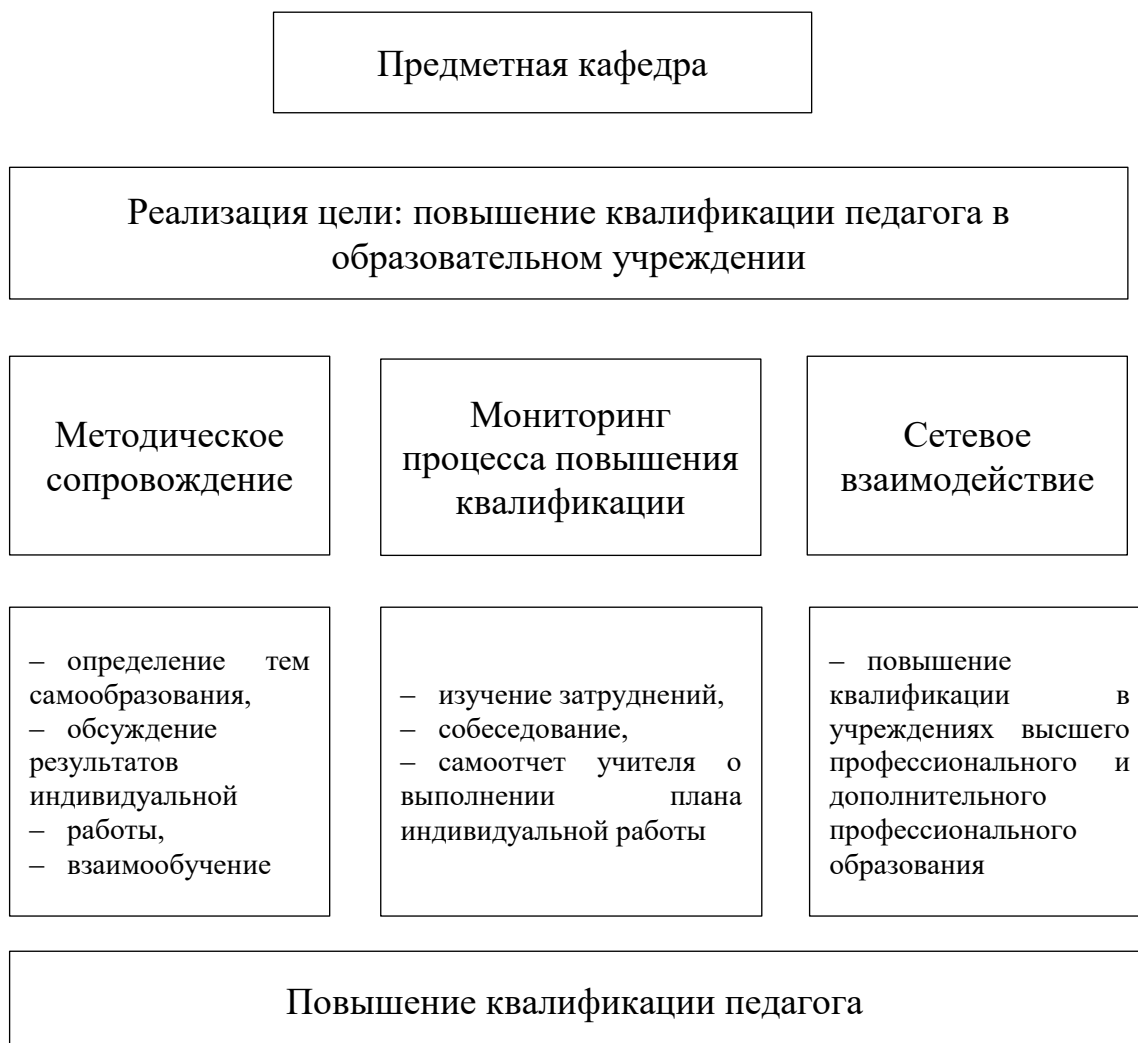 Предметная кафедра
Реализация цели: повышение квалификации педагога в
образовательном учреждении
Методическое
сопровождение
Мониторинг
процесса повышения
квалификации
Сетевое
взаимодействие
– определение тем
самообразования,
– обсуждение
результатов
индивидуальной
– работы,
– взаимообучение
– изучение затруднений,
– собеседование,
– самоотчет учителя о
выполнении плана
индивидуальной работы
– повышение
квалификации в
учреждениях высшего
профессионального и
дополнительного
профессионального
образования
Повышение квалификации педагога